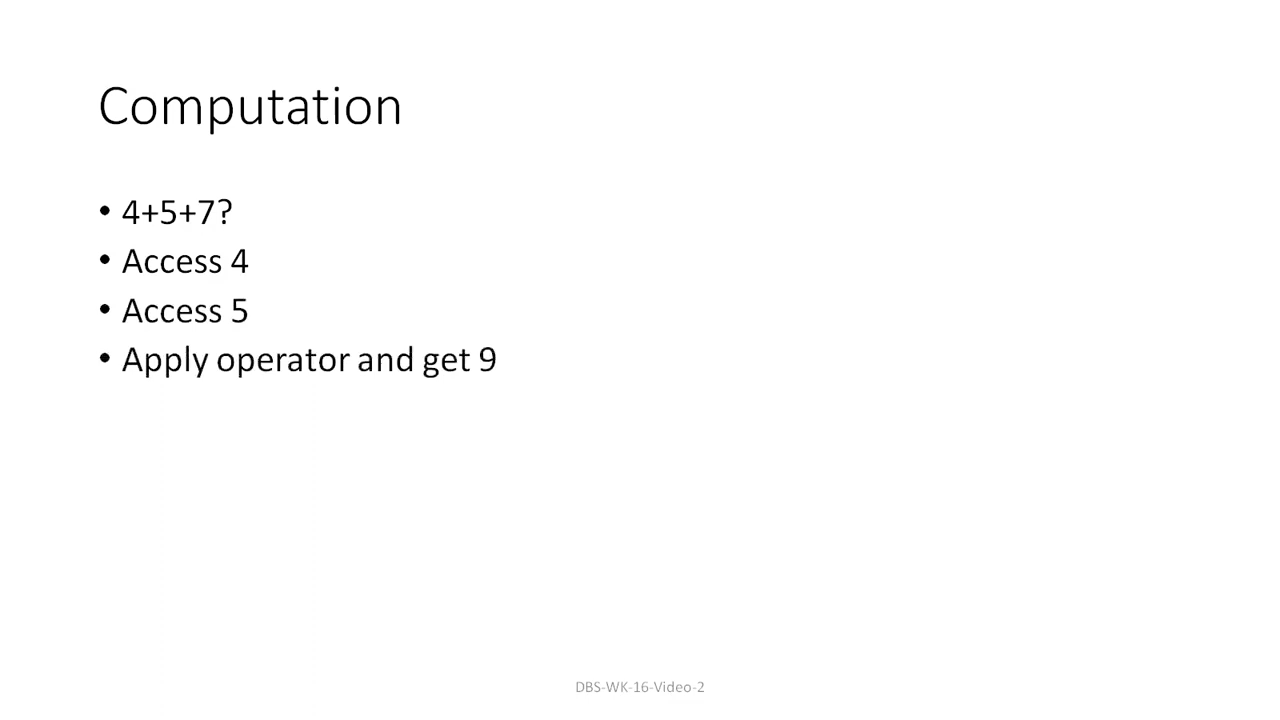 Computation
• 4+5+7?
• Access 4
• Access 5
• Apply operator and get 9
DBS-WK-16-Video-2